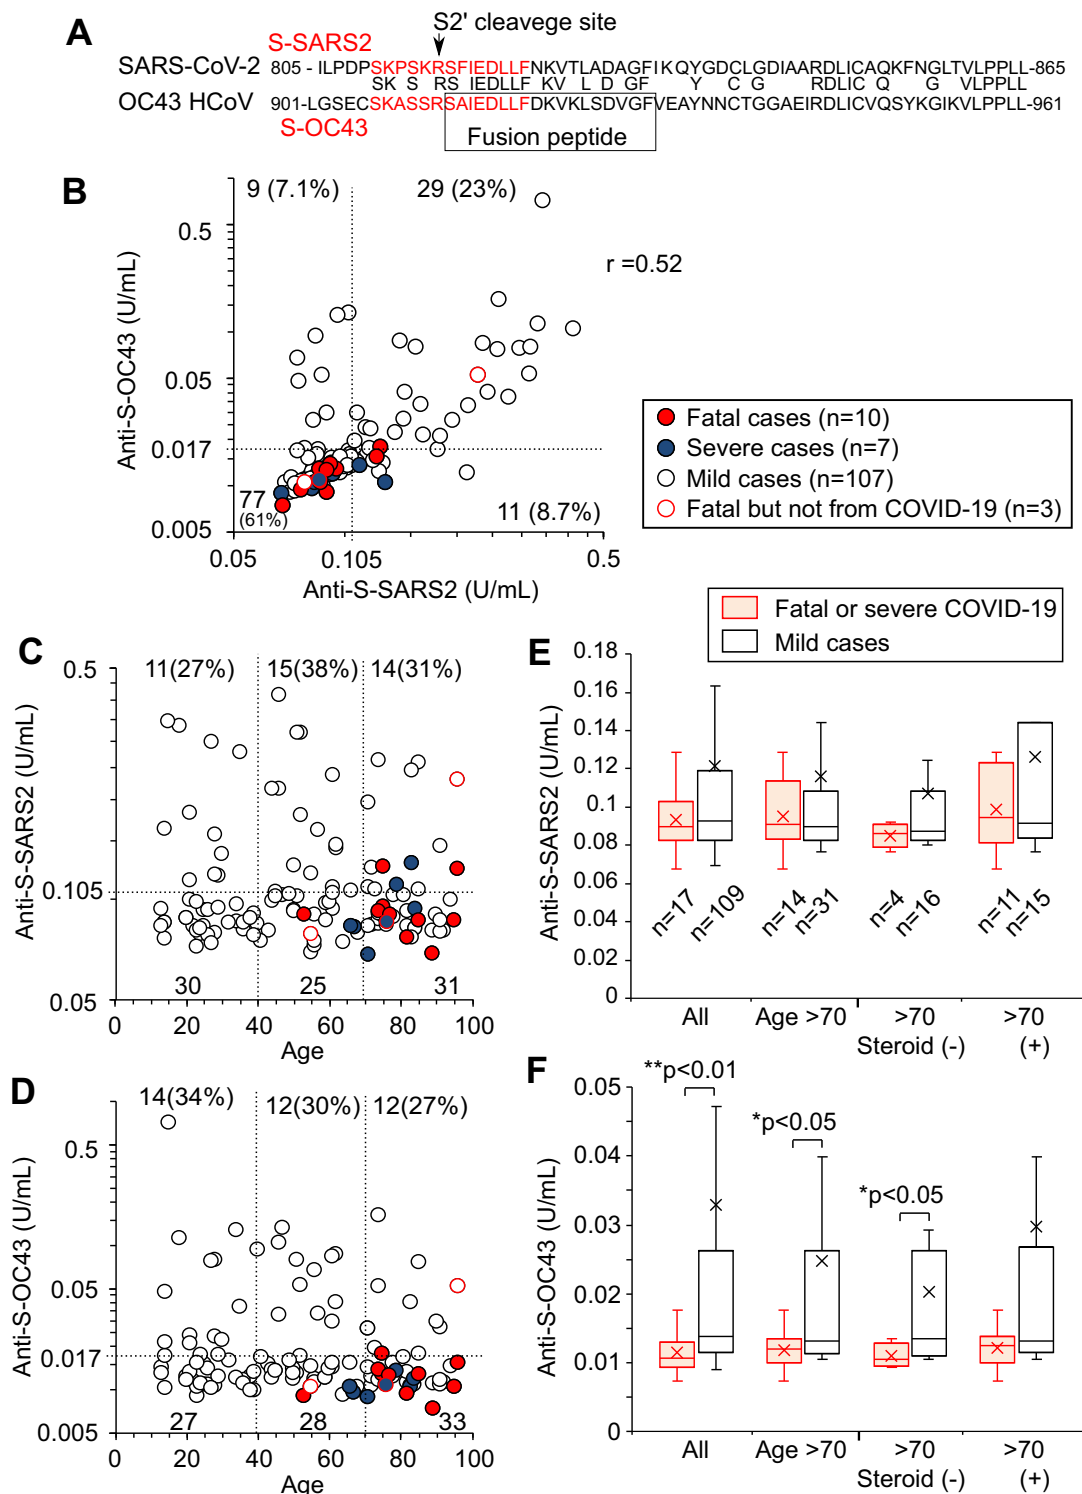 A
S2' cleavege site
S-SARS2
SARS-CoV-2 805 - ILPDPSKPSKRSFIEDLLFNKVTLADAGFIKQYGDCLGDIAARDLICAQKFNGLTVLPPLL-865
SK S RS IEDLLF KV L D GF Y C G RDLIC Q G VLPPLL
OC43 HCoV 901-LGSECSKASSRSAIEDLLFDKVKLSDVGFVEAYNNCTGGAEIRDLICVQSYKGIKVLPPLL-961
S-OC43
Fusion peptide
B
9 (7.1%)
29 (23%)
r =0.52
77
(61%)
11 (8.7%)
Anti-S-OC43 (U/mL)
0.5
0.05
0.017
0.005
0.05
0.105
0.5
Anti-S-SARS2 (U/mL)
Fatal cases (n=10)
Severe cases (n=7)
Mild cases (n=107)
Fatal but not from COVID-19 (n=3)
Fatal or severe COVID-19
Mild cases
C
11(27%)
15(38%)
14(31%)
Anti-S-SARS2 (U/mL)
0.5
0.105
0.05
30
25
31
0
20
40
60
80
100
Age
E
Anti-S-SARS2 (U/mL)
0.18
0.16
0.14
0.12
0.1
0.08
0.06
0.04
0.02
0
n=17
n=109
n=14
n=31
n=4
n=16
n=11
n=15
All
Age >70
>70
>70
Steroid (-)
(+)
D
14(34%)
12(30%)
12(27%)
Anti-S-OC43 (U/mL)
0.5
0.05
0.017
0.005
27
28
33
0
20
40
60
80
100
Age
F
Anti-S-OC43 (U/mL)
0.05
0.04
0.03
0.02
0.01
0
**p<0.01
*p<0.05
*p<0.05
All
Age >70
>70
>70
Steroid (-)
(+)